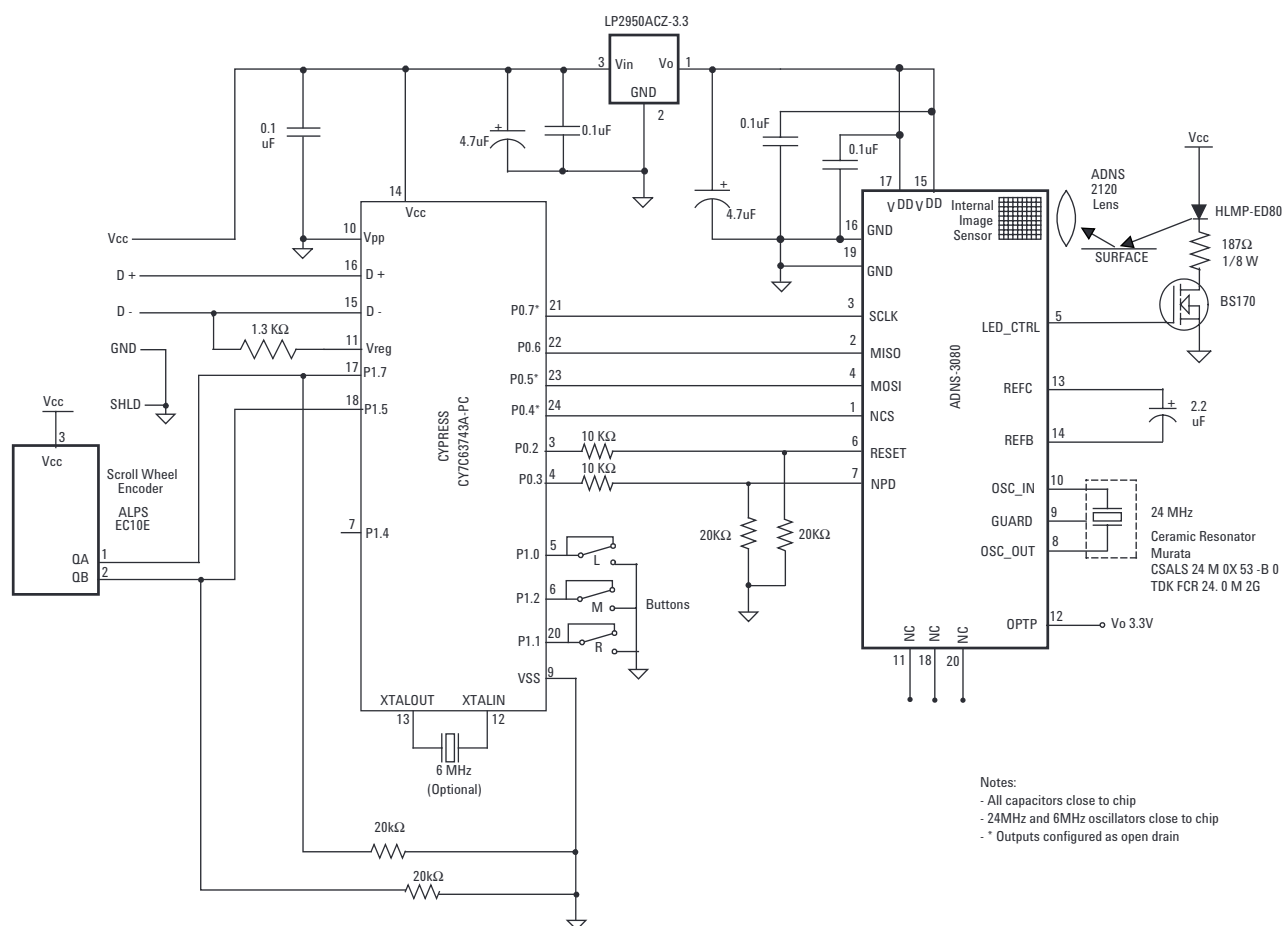 LP2950ACZ-3.3
3 Vin Vo 1
GND
2
0.1
uF
4.7uF
+
0.1uF
0.1uF
0.1uF
4.7uF
+
14
Vcc
Vcc
10
Vpp
D +
16
D +
D -
15
D -
1.3 KΩ
11
Vreg
GND
17
P1.7
SHLD
18
P1.5
Vcc
3
Vcc
Scroll Wheel
Encoder
ALPS
EC10E
QA
1
QB
2
7
P1.4
CYPRESS
CY7C63743A-PC
P0.7*
21
P0.6
22
P0.5*
23
P0.4*
24
P0.2
3
10 KΩ
P0.3
4
10 KΩ
20KΩ
20KΩ
P1.0
5
L
P1.2
6
M
Buttons
P1.1
20
R
VSS
9
XTALOUT
XTALIN
13
12
6 MHz
(Optional)
20kΩ
20kΩ
17
15
VDD VDD
16
GND
19
GND
3
SCLK
2
MISO
4
MOSI
1
NCS
6
RESET
7
NPD
ADNS-3080
Internal
Image
Sensor
ADNS
2120
Lens
SURFACE
Vcc
HLMP-ED80
187Ω
1/8 W
BS170
LED_CTRL
5
REFC
13
+
2.2
uF
REFB
14
OSC_IN
10
GUARD
9
OSC_OUT
8
24 MHz
Ceramic Resonator
Murata
CSALS 24 M 0X 53 -B 0
TDK FCR 24. 0 M 2G
OPTP
12
Vo 3.3V
NC
NC
NC
11
18
20
Notes:
- All capacitors close to chip
- 24MHz and 6MHz oscillators close to chip
- * Outputs configured as open drain